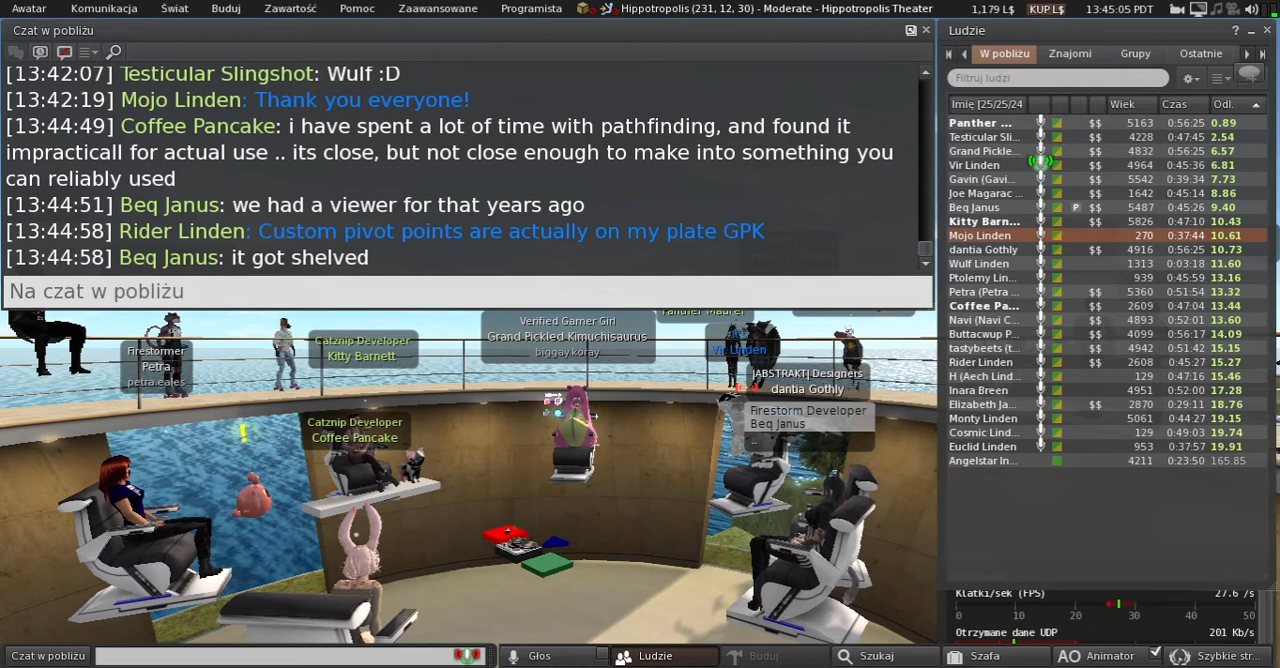 Awatar Komunikacja Świat Buduj Zawartość Pomoc Zaawansowane Programista Hippotropolis (231, 12, 30) - Moderate - Hippotropolis Theater 1,179 L$ KUP L$ 13:45:05 PDT
Czat w pobliżu
[13:42:07] Testicular Slingshot: Wulf :D
[13:42:19] Mojo Linden: Thank you everyone!
[13:44:49] Coffee Pancake: i have spent a lot of time with pathfinding, and found it
impracticall for actual use .. its close, but not close enough to make into something you
can reliably used
[13:44:51] Beq Janus: we had a viewer for that years ago
[13:44:58] Rider Linden: Custom pivot points are actually on my plate GPK
[13:44:58] Beq Janus: it got shelved
Na czat w pobliżu
Verified Gamer Girl
Grand Pickled Kimuchisaurus
biggay koray
Panther Maurer
Vir Linden
Catznip Developer
Kitty Barnett
Firestormer
Petra
petra.eales
|ABSTRAKT| Designers
dantia Gothly
Firestorm Developer
Beq Janus
Catznip Developer
Coffee Pancake
Ludzie
W pobliżu Znajomi Grupy Ostatnie
Filtruj ludzi
Imię [25/25/24 Wiek Czas Odl.
Panther ... $$ 5163 0:56:25 0.89
Testicular Sli... $$ 4228 0:47:45 2.54
Grand Pickle... $$ 4832 0:56:25 6.57
Vir Linden $$ 4964 0:45:36 6.81
Gavin (Gavi... $$ 5542 0:39:34 7.73
Joe Magarac ... $$ 1642 0:45:14 8.86
Beq Janus P $$ 5487 0:45:26 9.40
Kitty Barn... $$ 5826 0:47:10 10.43
Mojo Linden 270 0:37:44 10.61
dantia Gothly $$ 4916 0:56:25 10.73
Wulf Linden 1313 0:03:18 11.60
Ptolemy Lin... 939 0:45:59 13.16
Petra (Petra ... $$ 5360 0:51:54 13.32
Coffee Pa... $$ 2609 0:47:04 13.44
Navi (Navi C... $$ 4893 0:52:01 13.60
Buttacwup P... $$ 4099 0:56:17 14.09
tastybeets (t... $$ 4942 0:51:42 15.15
Rider Linden $$ 2608 0:45:27 15.27
H (Aech Lind... 129 0:47:16 15.46
Inara Breen 4951 0:52:00 17.28
Elizabeth Ja... $$ 2870 0:29:11 18.76
Monty Linden 5061 0:44:27 19.15
Cosmic Lind... 129 0:49:03 19.74
Euclid Linden 953 0:37:57 19.91
Angelstar In... 4211 0:23:50 165.85
Klatki/sek (FPS) 27.6 /s
0 10 20 30 40 50
Otrzymane dane UDP 201 Kb/s
Czat w pobliżu Głos Ludzie Buduj Szukaj Szafa AO Animator Szybkie str...